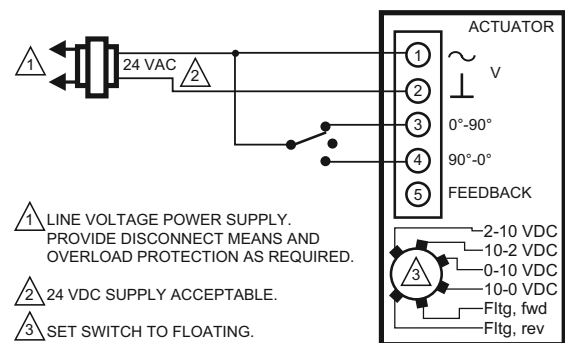 ACTUATOR
1
24 VAC
2
1
V
2
3
0°-90°
4
90°-0°
5
FEEDBACK
1 LINE VOLTAGE POWER SUPPLY.
PROVIDE DISCONNECT MEANS AND
OVERLOAD PROTECTION AS REQUIRED.
2 24 VDC SUPPLY ACCEPTABLE.
3 SET SWITCH TO FLOATING.
3
2-10 VDC
10-2 VDC
0-10 VDC
10-0 VDC
Fltg, fwd
Fltg, rev